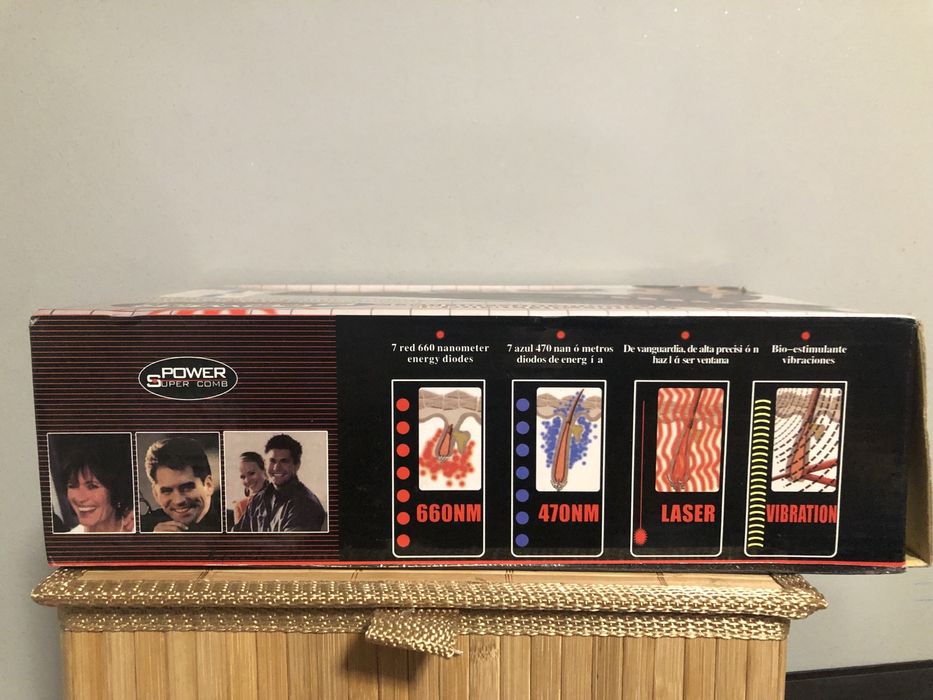 POWER
SUPER COMB
7 red 660 nanometer
energy diodes
660NM
7 azul 470 nan ó metros
diodos de energ í a
470NM
De vanguardia, de alta precisi ó n
haz l á ser ventana
LASER
Bio-estimulante
vibraciones
VIBRATION